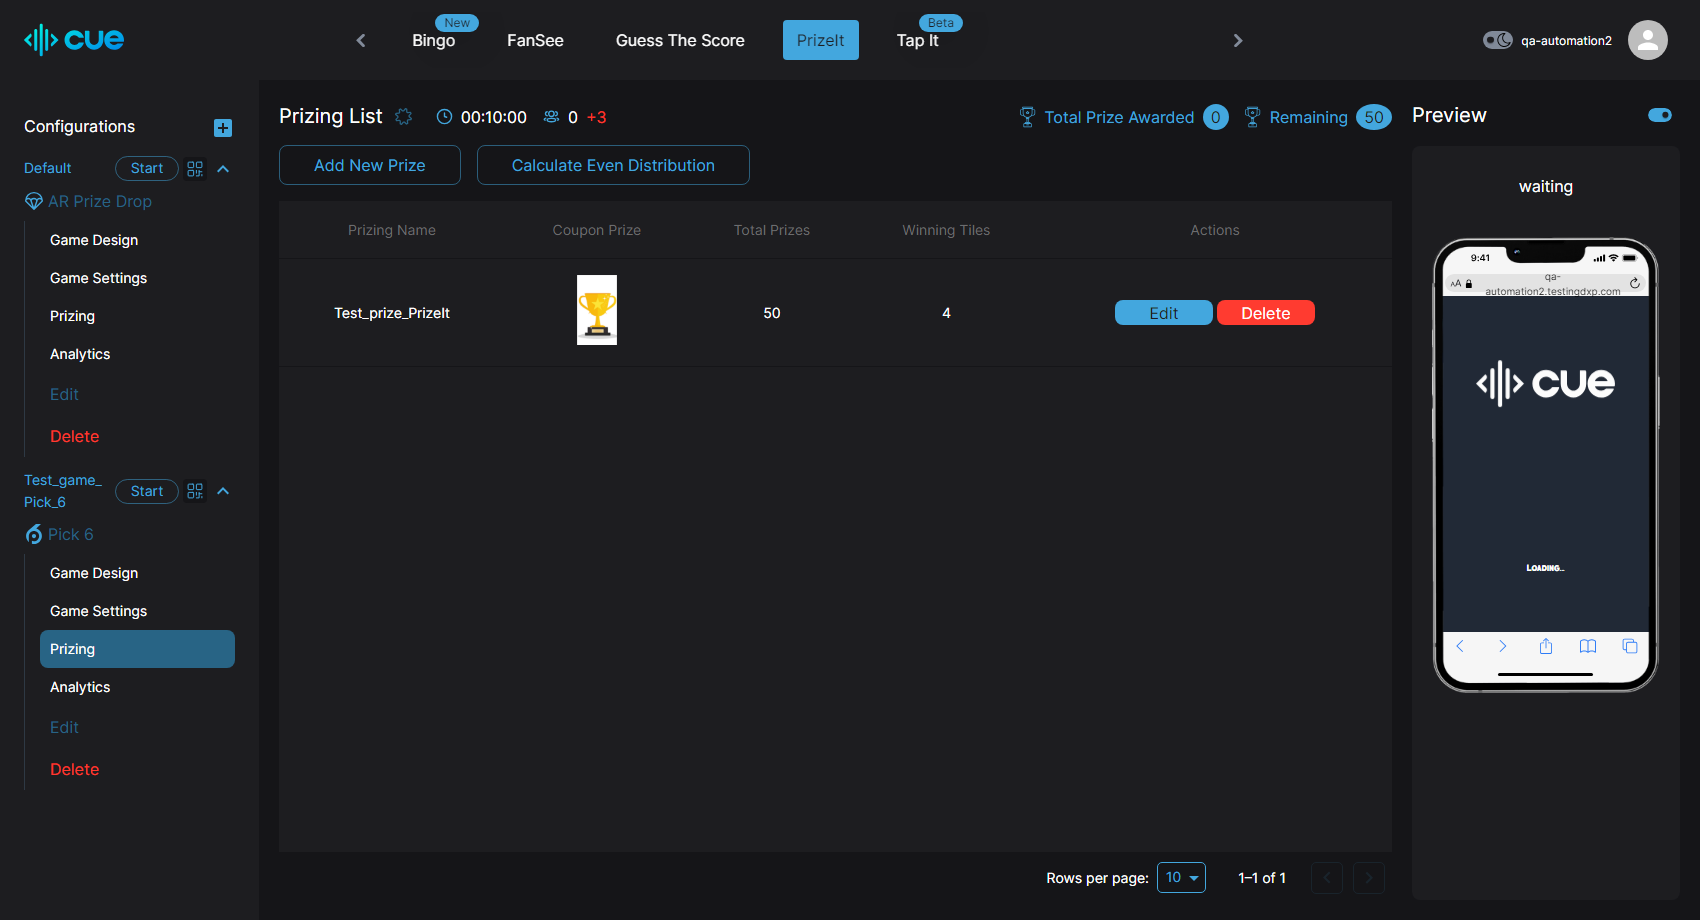 cue
New
Bingo
FanSee
Guess The Score
PrizeIt
Beta
Tap It
qa-automation2
Configurations
Default
Start
AR Prize Drop
Game Design
Game Settings
Prizing
Analytics
Edit
Delete
Test_game_
Pick_6
Start
Pick 6
Game Design
Game Settings
Prizing
Analytics
Edit
Delete
Prizing List
00:10:00
0 +3
Total Prize Awarded 0
Remaining 50
Add New Prize
Calculate Even Distribution
Prizing Name
Coupon Prize
Total Prizes
Winning Tiles
Actions
Test_prize_PrizeIt
50
4
Edit
Delete
Rows per page: 10
1–1 of 1
Preview
waiting
9:41
AA
qa-
automation2.testingdxp.com
cue
LOADING...